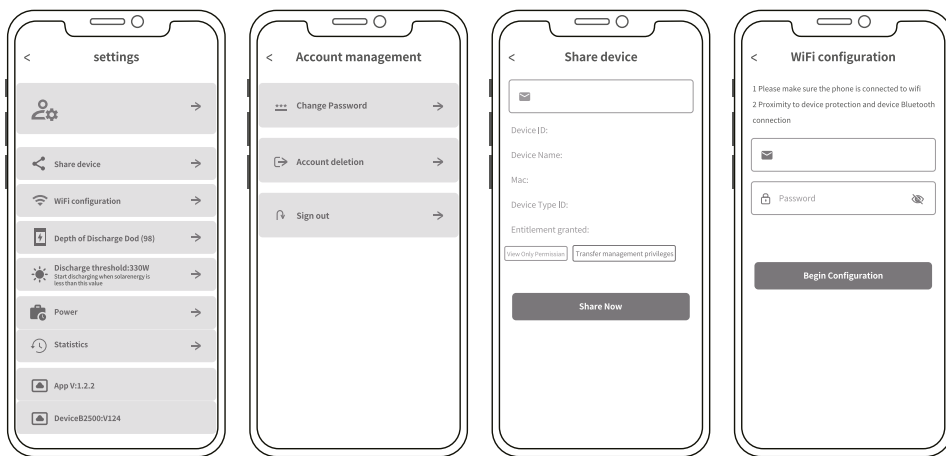 < settings
Share device
WiFi configuration
Depth of Discharge Dod (98)
Discharge threshold:330W
Start discharging when solarenergy is
less than this value
Power
Statistics
App V:1.2.2
DeviceB2500:V124
< Account management
Change Password
Account deletion
Sign out
< Share device
Device ID:
Device Name:
Mac:
Device Type ID:
Entitlement granted:
View Only Permission Transfer management privileges
Share Now
< WiFi configuration
1 Please make sure the phone is connected to wifi
2 Proximity to device protection and device Bluetooth
connection
Password
Begin Configuration